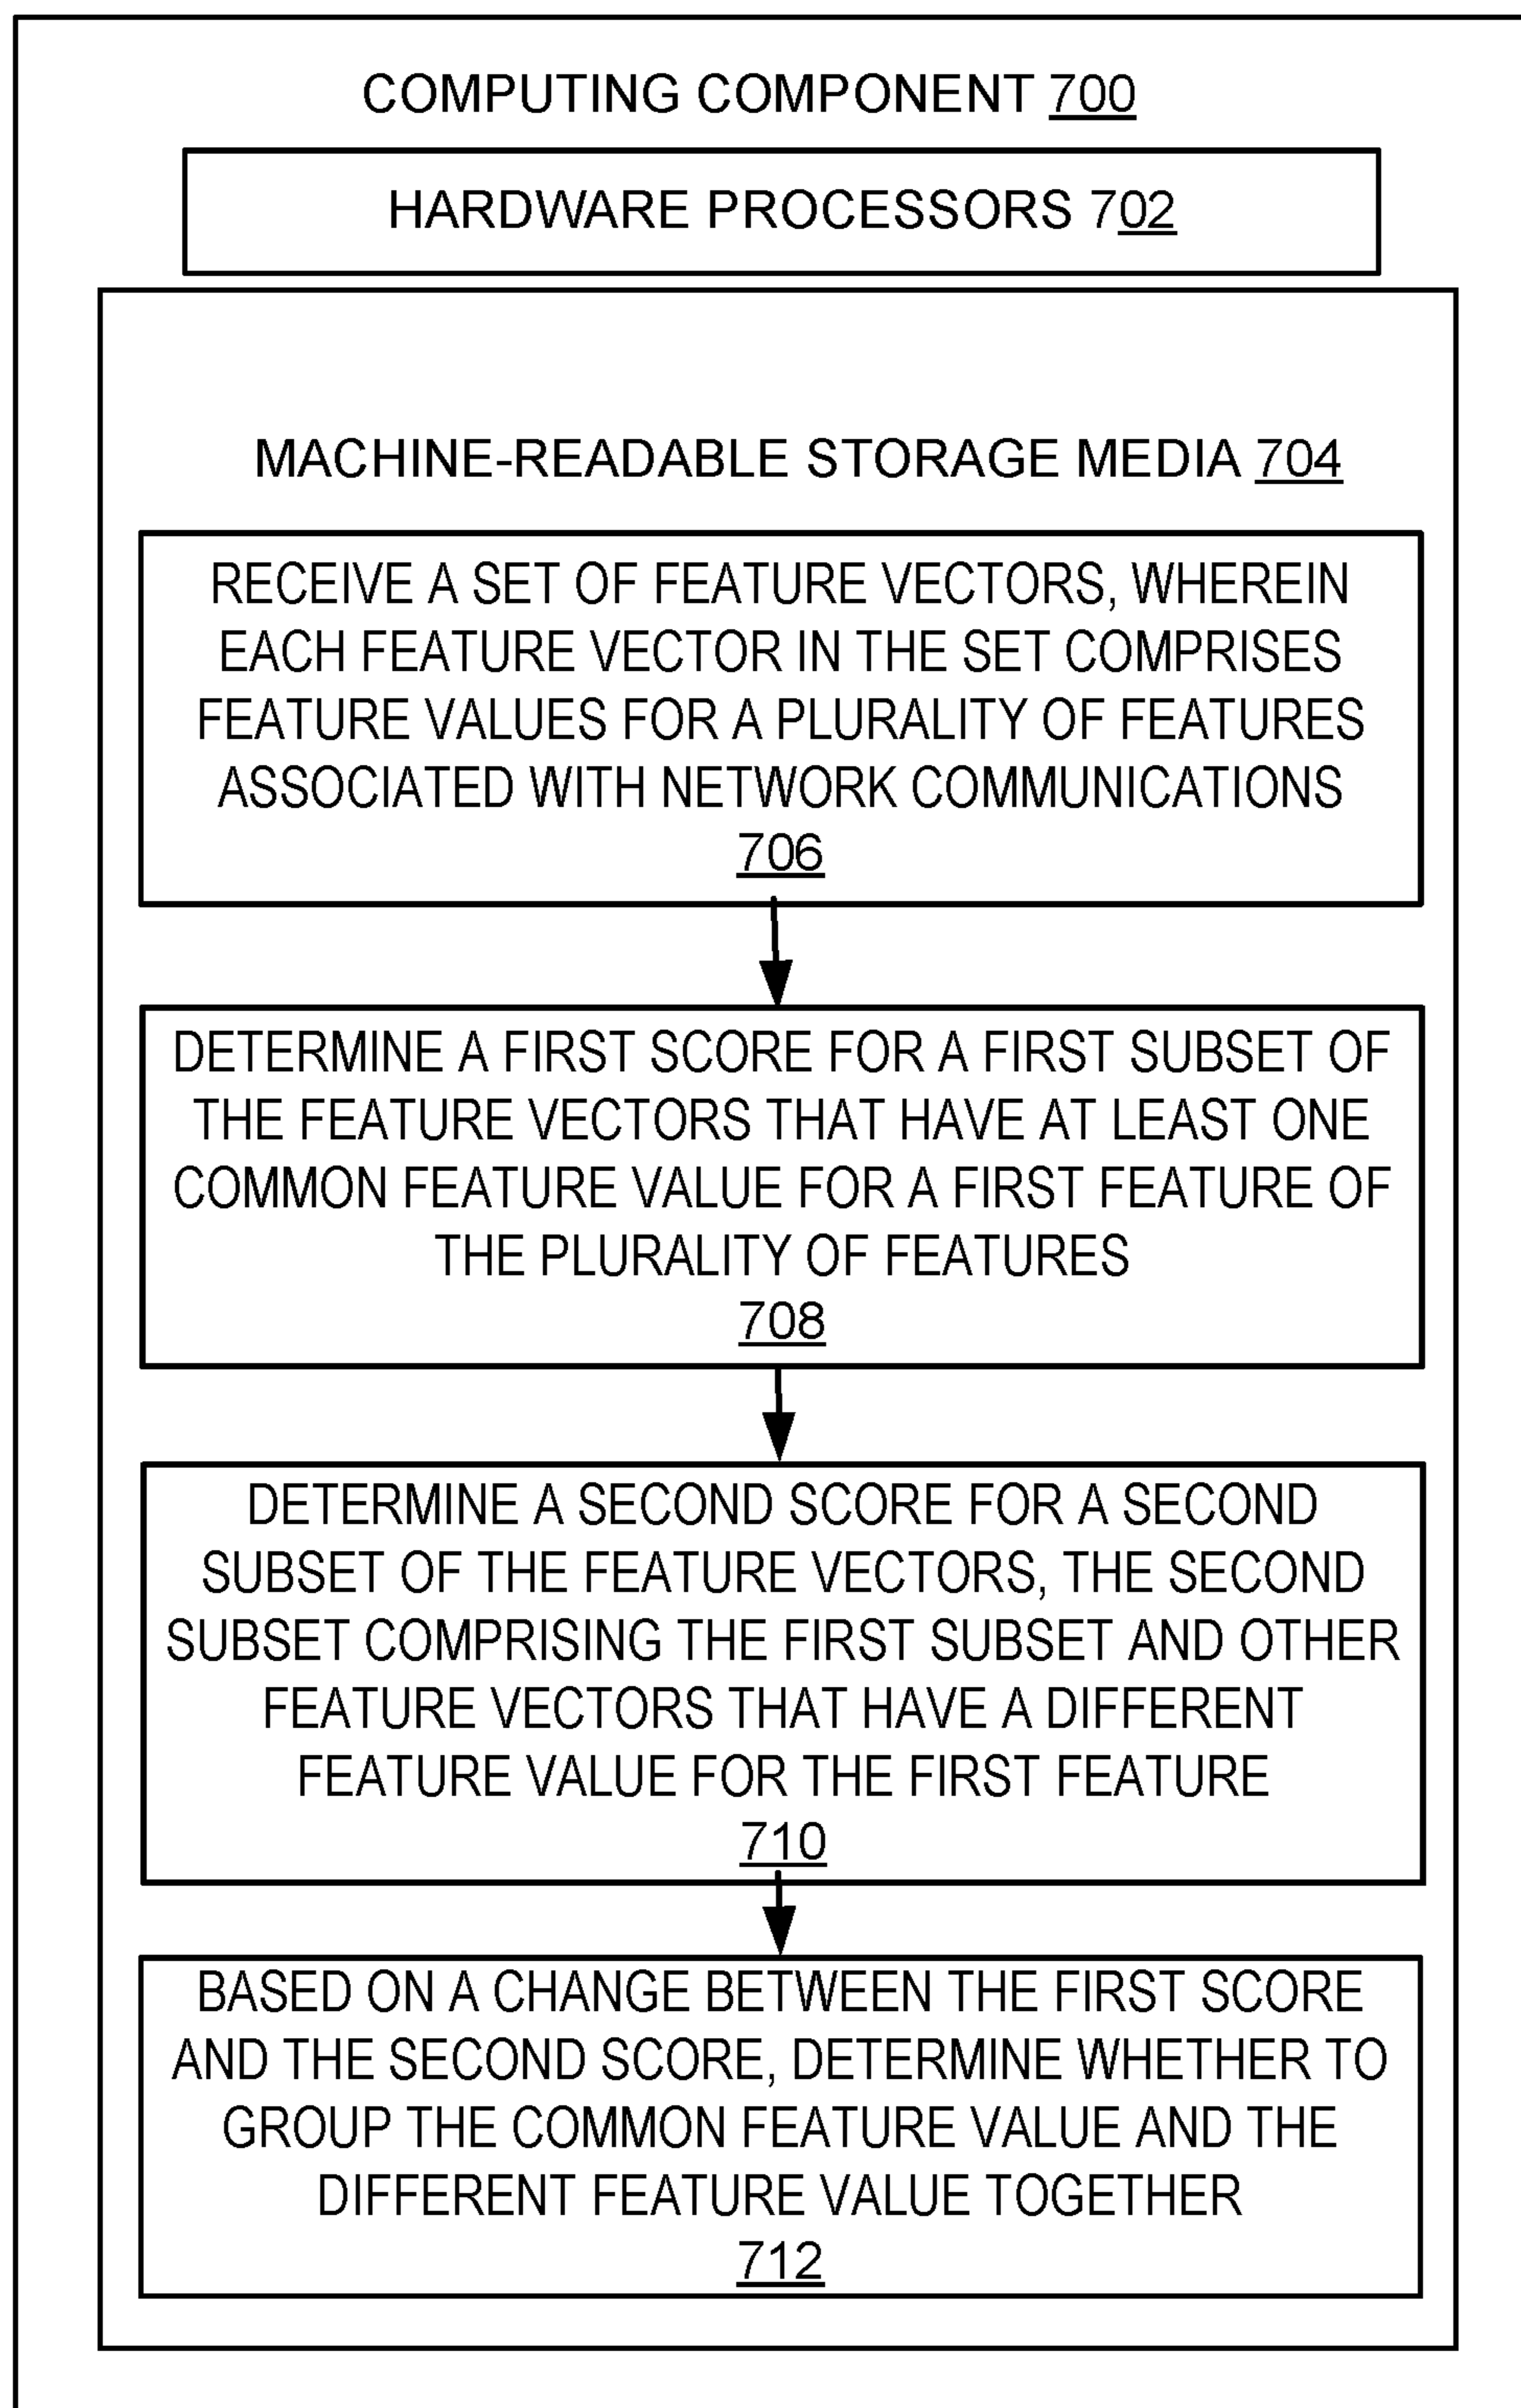 COMPUTING COMPONENT 700
HARDWARE PROCESSORS 702
MACHINE-READABLE STORAGE MEDIA 704
RECEIVE A SET OF FEATURE VECTORS, WHEREIN
EACH FEATURE VECTOR IN THE SET COMPRISES
FEATURE VALUES FOR A PLURALITY OF FEATURES
ASSOCIATED WITH NETWORK COMMUNICATIONS
706
DETERMINE A FIRST SCORE FOR A FIRST SUBSET OF
THE FEATURE VECTORS THAT HAVE AT LEAST ONE
COMMON FEATURE VALUE FOR A FIRST FEATURE OF
THE PLURALITY OF FEATURES
708
DETERMINE A SECOND SCORE FOR A SECOND
SUBSET OF THE FEATURE VECTORS, THE SECOND
SUBSET COMPRISING THE FIRST SUBSET AND OTHER
FEATURE VECTORS THAT HAVE A DIFFERENT
FEATURE VALUE FOR THE FIRST FEATURE
710
BASED ON A CHANGE BETWEEN THE FIRST SCORE
AND THE SECOND SCORE, DETERMINE WHETHER TO
GROUP THE COMMON FEATURE VALUE AND THE
DIFFERENT FEATURE VALUE TOGETHER
712